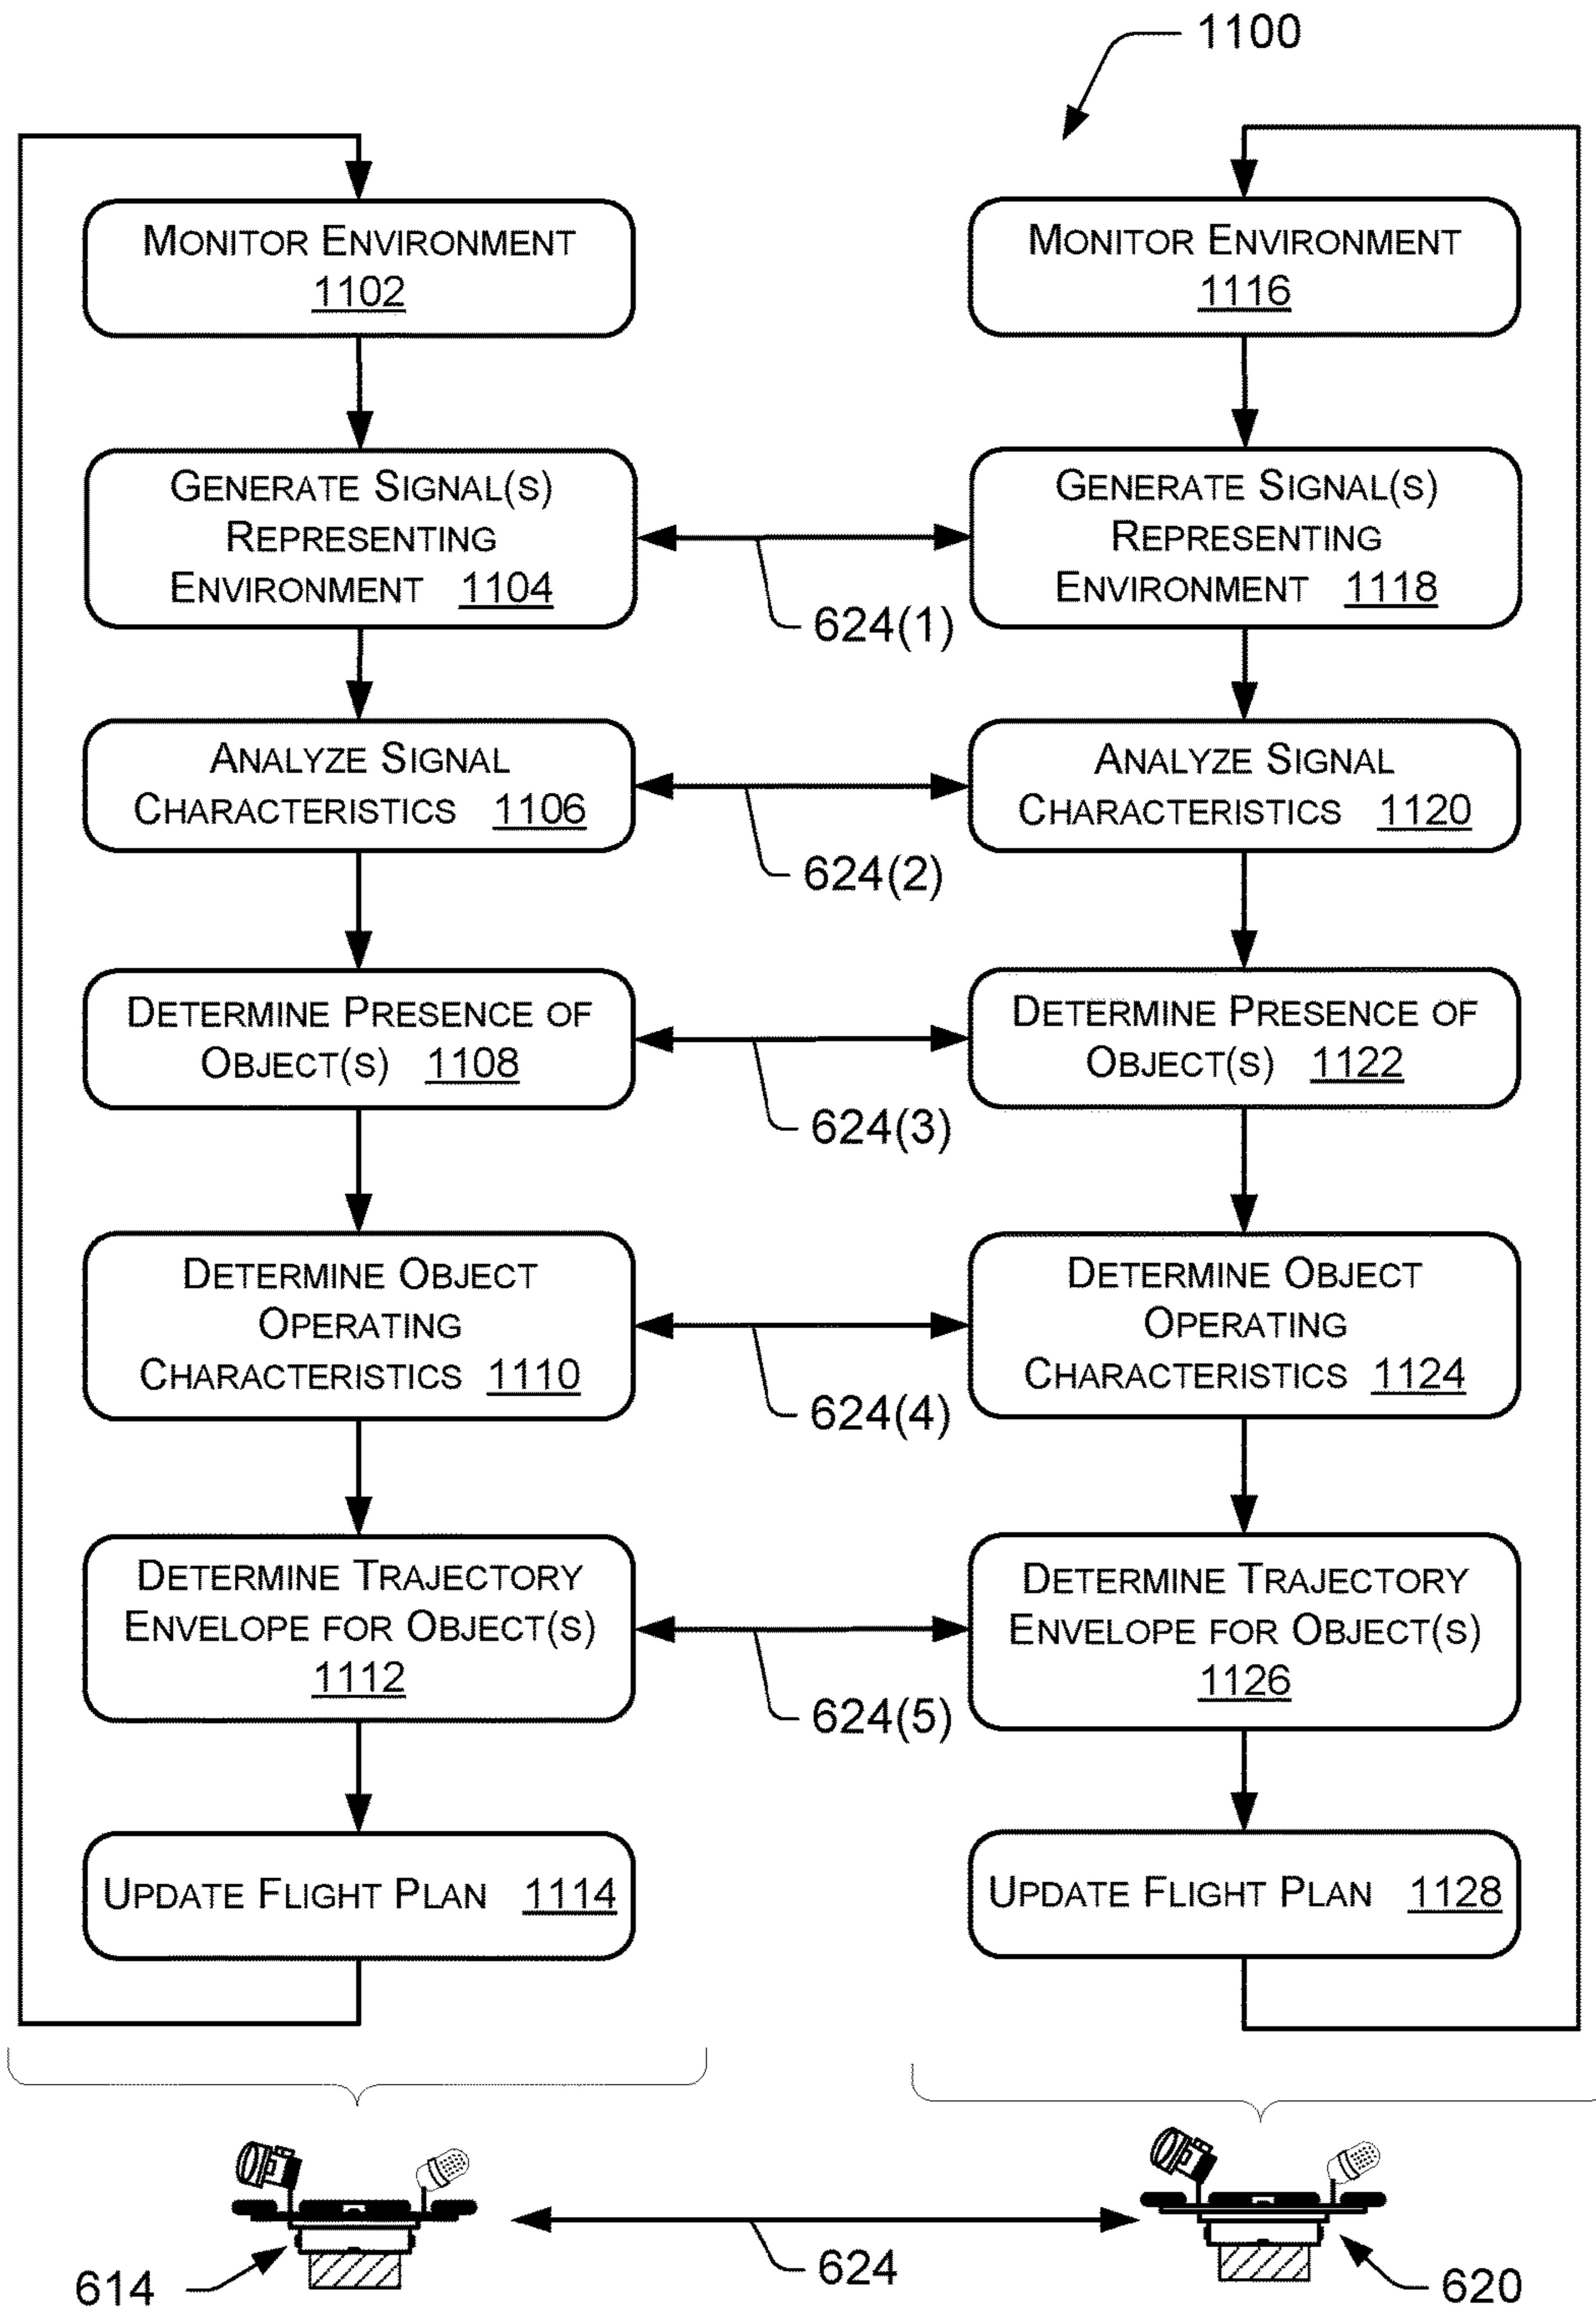 1100
MONITOR ENVIRONMENT
1102
GENERATE SIGNAL(S)
REPRESENTING
ENVIRONMENT 1104
ANALYZE SIGNAL
CHARACTERISTICS 1106
DETERMINE PRESENCE OF
OBJECT(S) 1108
DETERMINE OBJECT
OPERATING
CHARACTERISTICS 1110
DETERMINE TRAJECTORY
ENVELOPE FOR OBJECT(S)
1112
UPDATE FLIGHT PLAN 1114
624(1)
624(2)
624(3)
624(4)
624(5)
MONITOR ENVIRONMENT
1116
GENERATE SIGNAL(S)
REPRESENTING
ENVIRONMENT 1118
ANALYZE SIGNAL
CHARACTERISTICS 1120
DETERMINE PRESENCE OF
OBJECT(S) 1122
DETERMINE OBJECT
OPERATING
CHARACTERISTICS 1124
DETERMINE TRAJECTORY
ENVELOPE FOR OBJECT(S)
1126
UPDATE FLIGHT PLAN 1128
614
624
620